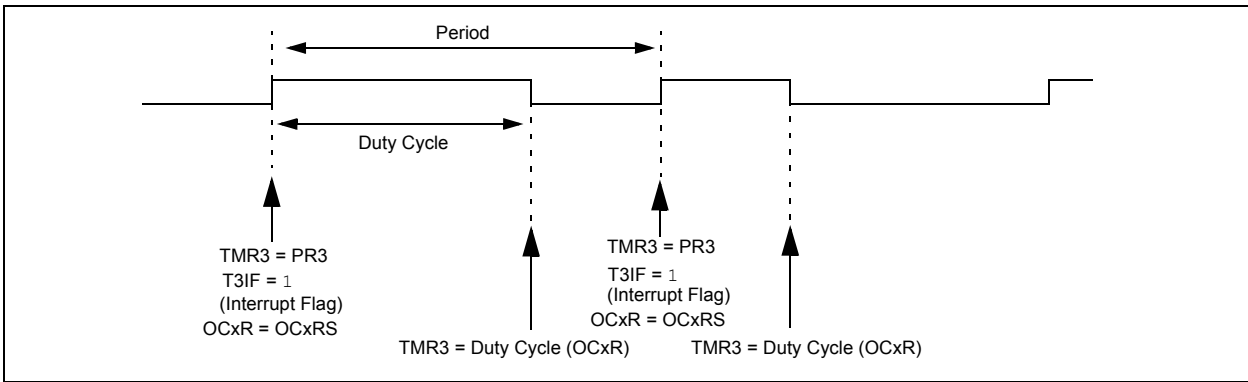 Period
Duty Cycle
TMR3 = PR3
T3IF = 1
(Interrupt Flag)
OCxR = OCxRS
TMR3 = Duty Cycle (OCxR)
TMR3 = PR3
T3IF = 1
(Interrupt Flag)
OCxR = OCxRS
TMR3 = Duty Cycle (OCxR)